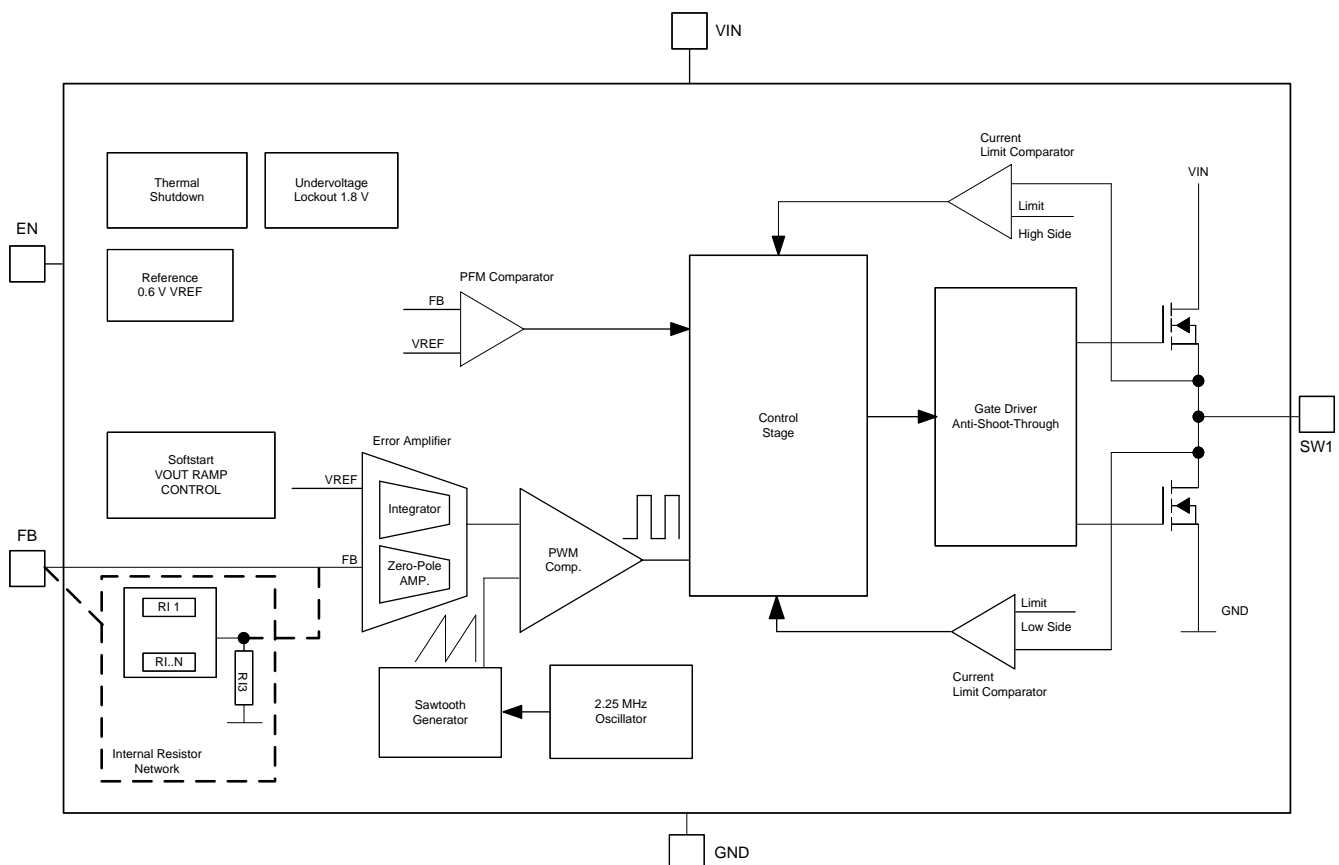 VIN
Current
Limit Comparator
Thermal
Shutdown
Undervoltage
Lockout 1.8 V
VIN
Limit
High Side
EN
Reference
0.6 V VREF
PFM Comparator
FB
VREF
Control
Stage
Gate Driver
Anti-Shoot-Through
SW1
Softstart
VOUT RAMP
CONTROL
Error Amplifier
VREF
Integrator
FB
FB
Zero-Pole
AMP.
PWM
Comp.
RI 1
RI..N
RI3
Internal Resistor
Network
Sawtooth
Generator
2.25 MHz
Oscillator
Limit
Low Side
GND
Current
Limit Comparator
GND